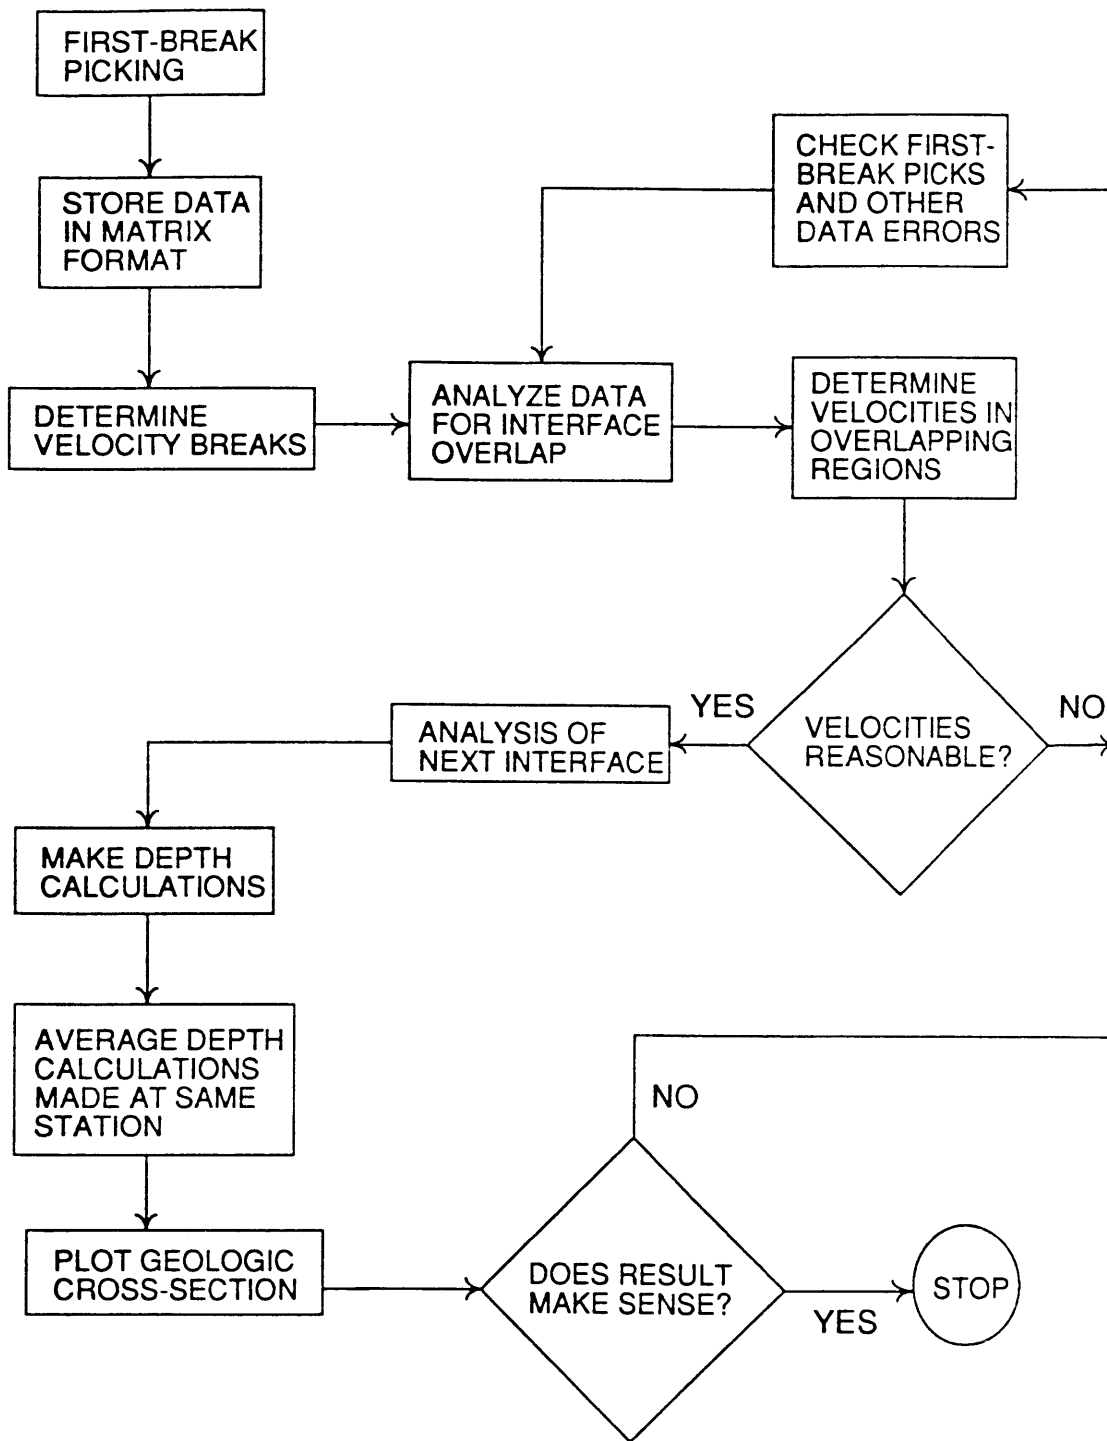 FIRST-BREAK
PICKING
STORE DATA
IN MATRIX
FORMAT
DETERMINE
VELOCITY BREAKS
CHECK FIRST-
BREAK PICKS
AND OTHER
DATA ERRORS
ANALYZE DATA
FOR INTERFACE
OVERLAP
DETERMINE
VELOCITIES IN
OVERLAPPING
REGIONS
VELOCITIES
REASONABLE?
YES
NO
ANALYSIS OF
NEXT INTERFACE
MAKE DEPTH
CALCULATIONS
AVERAGE DEPTH
CALCULATIONS
MADE AT SAME
STATION
PLOT GEOLOGIC
CROSS-SECTION
DOES RESULT
MAKE SENSE?
NO
YES
STOP